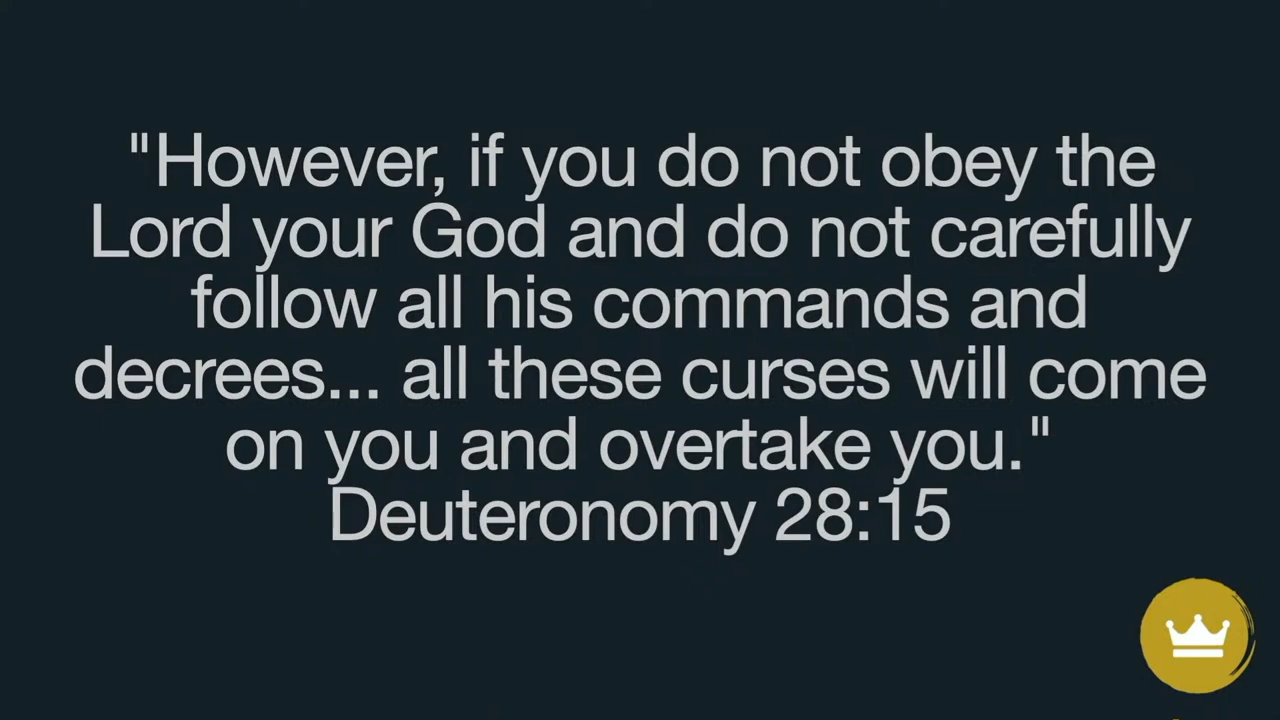 "However, if you do not obey the
Lord your God and do not carefully
follow all his commands and
decrees... all these curses will come
on you and overtake you."
Deuteronomy 28:15